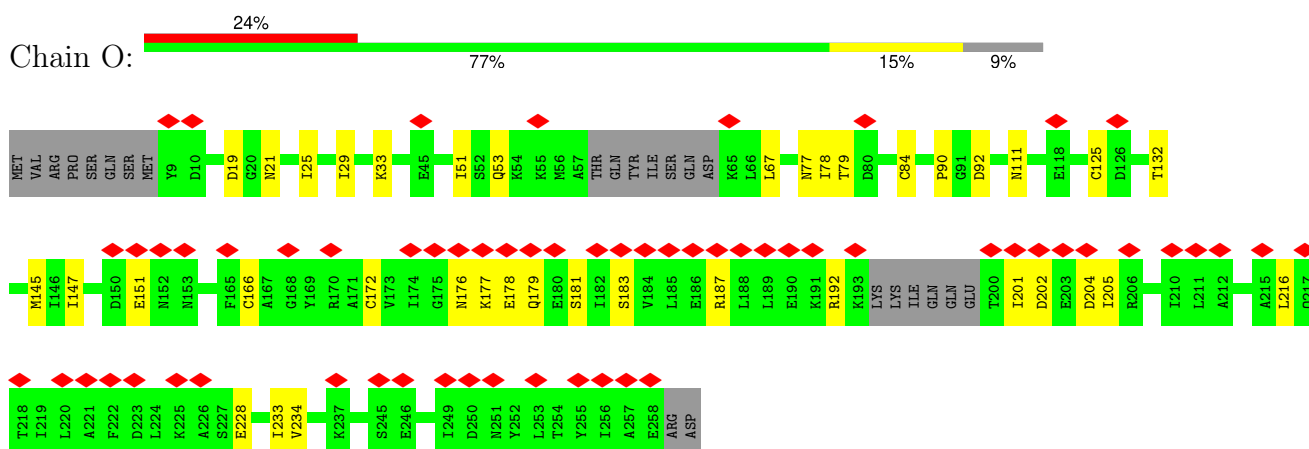 24%
Chain O:
77% 15% 9%
MET VAL ARG PRO SER GLN SER MET Y9 D10 D19 G20 N21 I25 I29 K33 E45 I51 S52 Q53 K54 K55 M56 A57 THR GLN TYR ILE SER GLN ASP K65 L66 L67 N77 I78 T79 D80 C84 P90 G91 D92 N111 E118 C125 D126 T132
M145 I146 I147 D150 E151 N152 N153 F165 C166 A167 G168 Y169 R170 A171 C172 V173 I174 G175 N176 K177 E178 Q179 E180 S181 I182 S183 V184 L185 E186 R187 L188 L189 E190 K191 R192 K193 LYS LYS ILE GLN GLN GLU T200 I201 D202 E203 D204 I205 R206 I210 L211 A212 A215 L216
T218 I219 L220 A221 F222 D223 L224 K225 A226 S227 E228 I233 V234 K237 S245 E246 I249 D250 N251 Y252 L253 T254 Y255 I256 A257 E258 ARG ASP